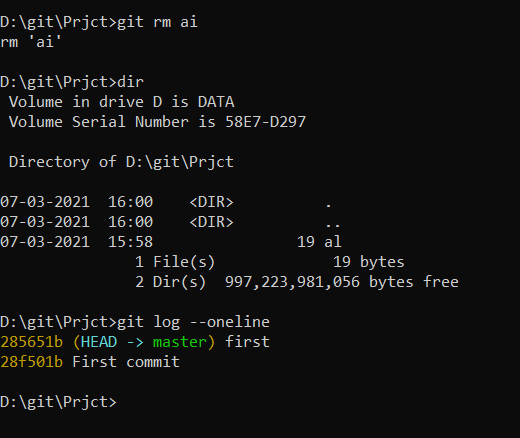 D:\git\Prjct>git rm ai
rm 'ai'
D:\git\Prjct>dir
Volume in drive D is DATA
Volume Serial Number is 58E7-D297
Directory of D:\git\Prjct
07-03-2021 16:00 <DIR> .
07-03-2021 16:00 <DIR> ..
07-03-2021 15:58 19 al
1 File(s) 19 bytes
2 Dir(s) 997,223,981,056 bytes free
D:\git\Prjct>git log --oneline
285651b (HEAD -> master) first
28f501b First commit
D:\git\Prjct>